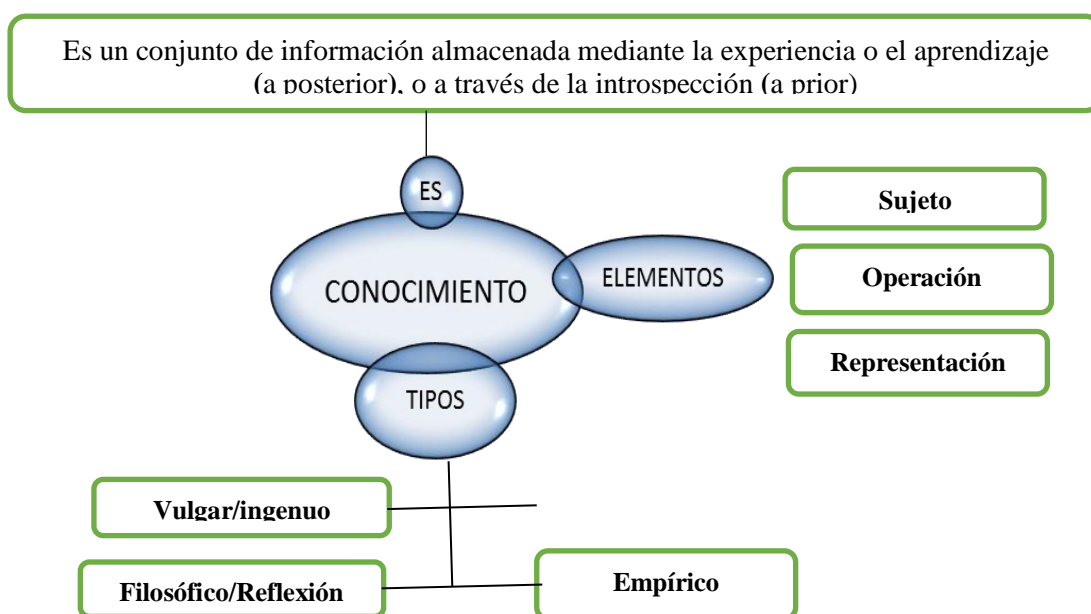 Es un conjunto de información almacenada mediante la experiencia o el aprendizaje
(a posterior), o a través de la introspección (a prior)
ES
Sujeto
CONOCIMIENTO
ELEMENTOS
Operación
Representación
TIPOS
Vulgar/ingenuo
Filosófico/Reflexión
Empírico